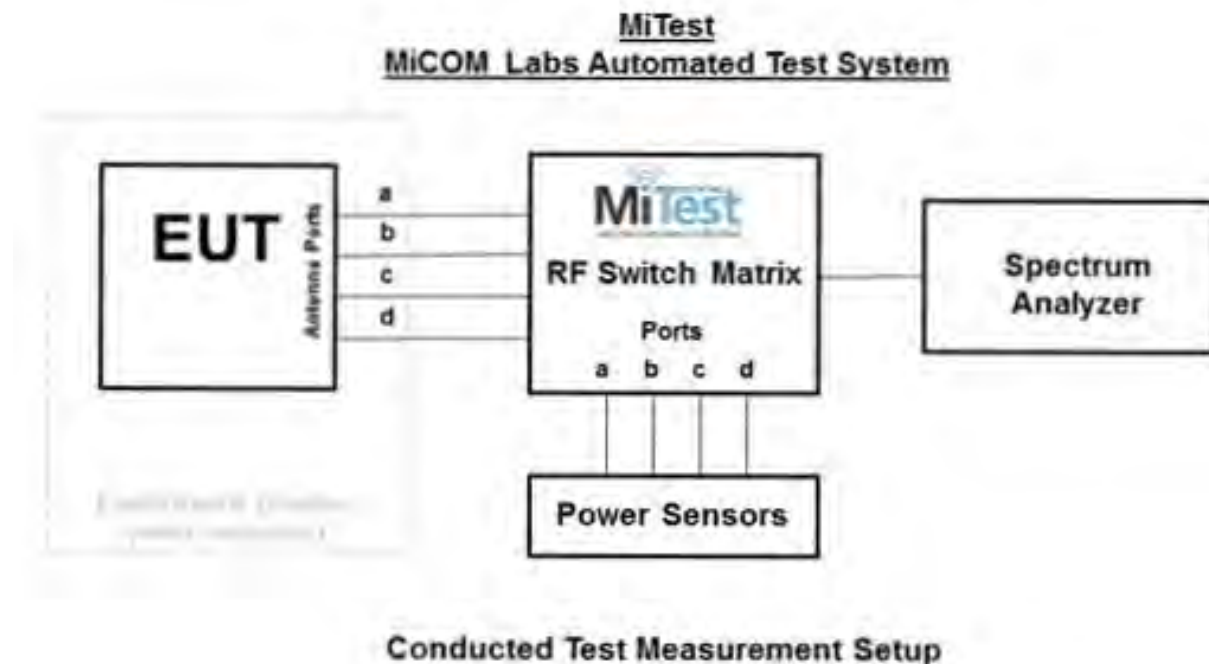 MiTest
MiCOM Labs Automated Test System
EUT
Antenna Ports
a
b
c
d
MiTest
RF Switch Matrix
Ports
a b c d
Spectrum
Analyzer
Power Sensors
Conducted Test Measurement Setup